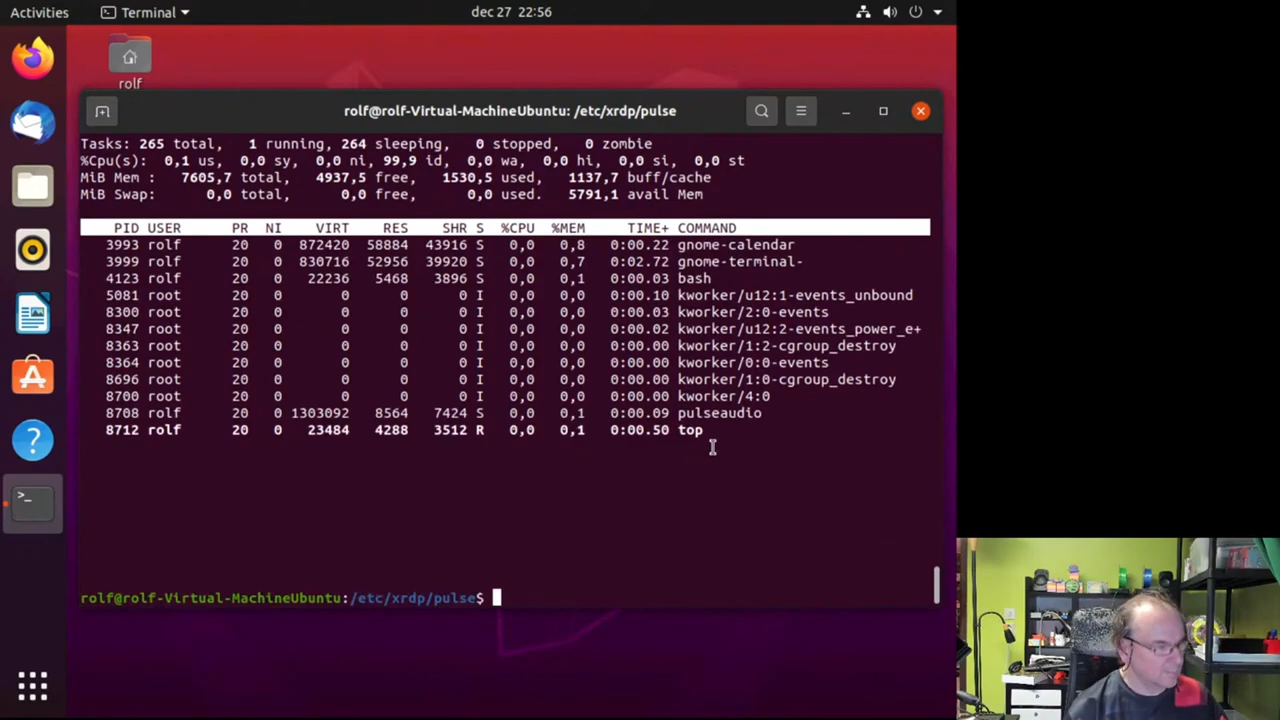 Activities
Terminal
dec 27 22:56
rolf
rolf@rolf-Virtual-MachineUbuntu: /etc/xrdp/pulse
Tasks: 265 total, 1 running, 264 sleeping, 0 stopped, 0 zombie
%Cpu(s): 0,1 us, 0,0 sy, 0,0 ni, 99,9 id, 0,0 wa, 0,0 hi, 0,0 si, 0,0 st
MiB Mem : 7605,7 total, 4937,5 free, 1530,5 used, 1137,7 buff/cache
MiB Swap: 0,0 total, 0,0 free, 0,0 used. 5791,1 avail Mem
PID USER PR NI VIRT RES SHR S %CPU %MEM TIME+ COMMAND
3993 rolf 20 0 872420 58884 43916 S 0,0 0,8 0:00.22 gnome-calendar
3999 rolf 20 0 830716 52956 39920 S 0,0 0,7 0:02.72 gnome-terminal-
4123 rolf 20 0 22236 5468 3896 S 0,0 0,1 0:00.03 bash
5081 root 20 0 0 0 0 I 0,0 0,0 0:00.10 kworker/u12:1-events_unbound
8300 root 20 0 0 0 0 I 0,0 0,0 0:00.03 kworker/2:0-events
8347 root 20 0 0 0 0 I 0,0 0,0 0:00.02 kworker/u12:2-events_power_e+
8363 root 20 0 0 0 0 I 0,0 0,0 0:00.00 kworker/1:2-cgroup_destroy
8364 root 20 0 0 0 0 I 0,0 0,0 0:00.00 kworker/0:0-events
8696 root 20 0 0 0 0 I 0,0 0,0 0:00.00 kworker/1:0-cgroup_destroy
8700 root 20 0 0 0 0 I 0,0 0,0 0:00.00 kworker/4:0
8708 rolf 20 0 1303092 8564 7424 S 0,0 0,1 0:00.09 pulseaudio
8712 rolf 20 0 23484 4288 3512 R 0,0 0,1 0:00.50 top
rolf@rolf-Virtual-MachineUbuntu:/etc/xrdp/pulse$